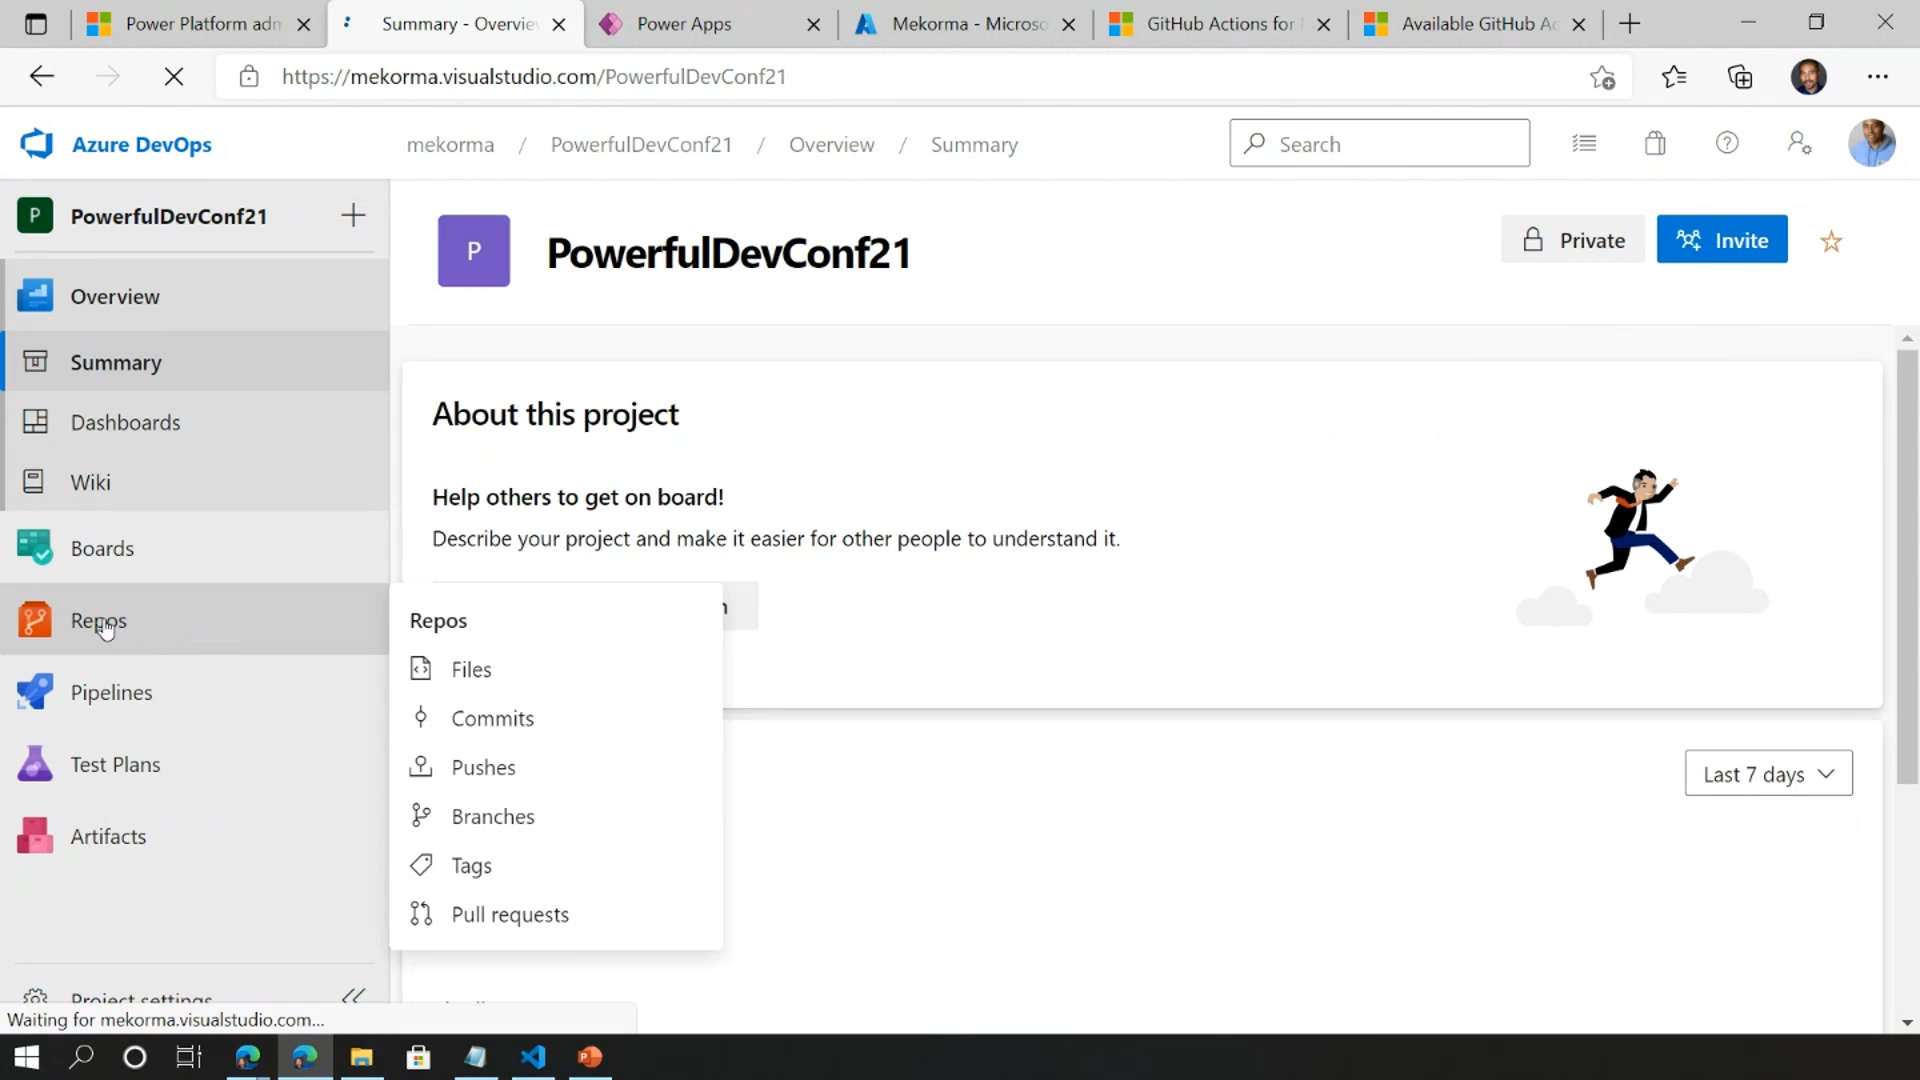 Power Platform adn
Summary - Overvie
Power Apps
Mekorma - Microso
GitHub Actions for
Available GitHub Ac
https://mekorma.visualstudio.com/PowerfulDevConf21
Azure DevOps
mekorma / PowerfulDevConf21 / Overview / Summary
Search
P PowerfulDevConf21
P PowerfulDevConf21
Private
Invite
Overview
Summary
Dashboards
Wiki
Boards
Repos
Pipelines
Test Plans
Artifacts
Project settings
About this project
Help others to get on board!
Describe your project and make it easier for other people to understand it.
Repos
Files
Commits
Pushes
Branches
Tags
Pull requests
Last 7 days
Waiting for mekorma.visualstudio.com...